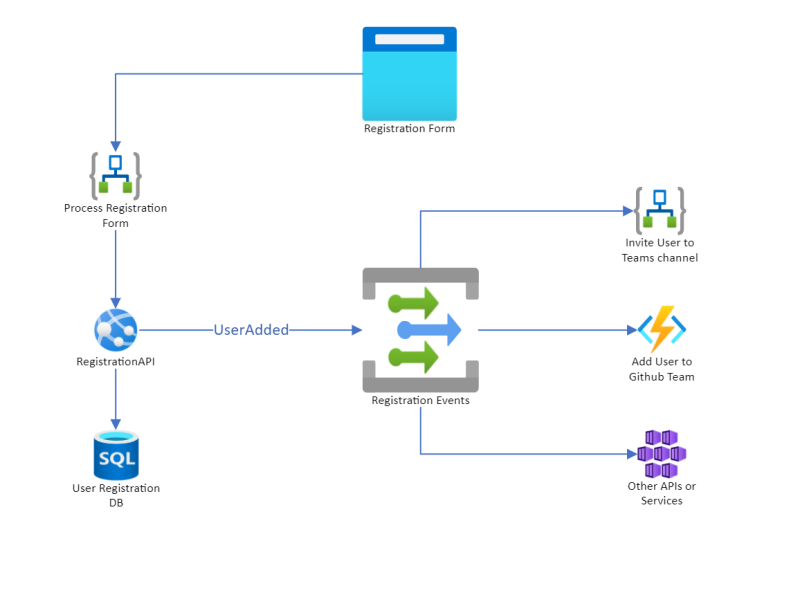 Registration Form
Process Registration
Form
Invite User to
Teams channel
UserAdded
RegistrationAPI
Add User to
Github Team
Registration Events
SQL
User Registration
DB
Other APIs or
Services